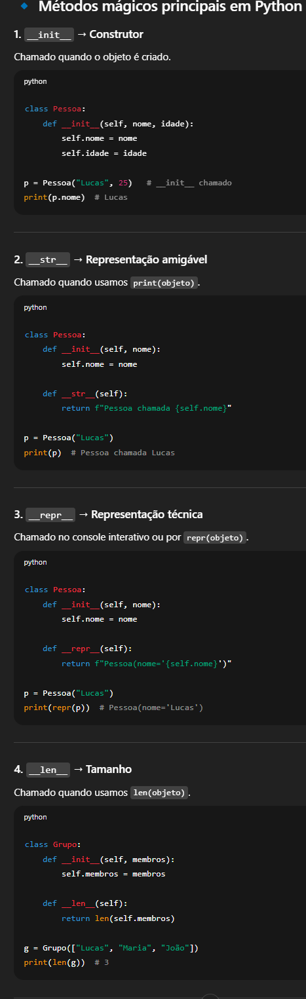 🔹 Métodos mágicos principais em Python
1. __init__ → Construtor
Chamado quando o objeto é criado.
python
class Pessoa:
    def __init__(self, nome, idade):
        self.nome = nome
        self.idade = idade
p = Pessoa("Lucas", 25)   # __init__ chamado
print(p.nome)  # Lucas
2. __str__ → Representação amigável
Chamado quando usamos print(objeto).
python
class Pessoa:
    def __init__(self, nome):
        self.nome = nome
    def __str__(self):
        return f"Pessoa chamada {self.nome}"
p = Pessoa("Lucas")
print(p)  # Pessoa chamada Lucas
3. __repr__ → Representação técnica
Chamado no console interativo ou por repr(objeto).
python
class Pessoa:
    def __init__(self, nome):
        self.nome = nome
    def __repr__(self):
        return f"Pessoa(nome='{self.nome}')"
p = Pessoa("Lucas")
print(repr(p))  # Pessoa(nome='Lucas')
4. __len__ → Tamanho
Chamado quando usamos len(objeto).
python
class Grupo:
    def __init__(self, membros):
        self.membros = membros
    def __len__(self):
        return len(self.membros)
g = Grupo(["Lucas", "Maria", "João"])
print(len(g))  # 3